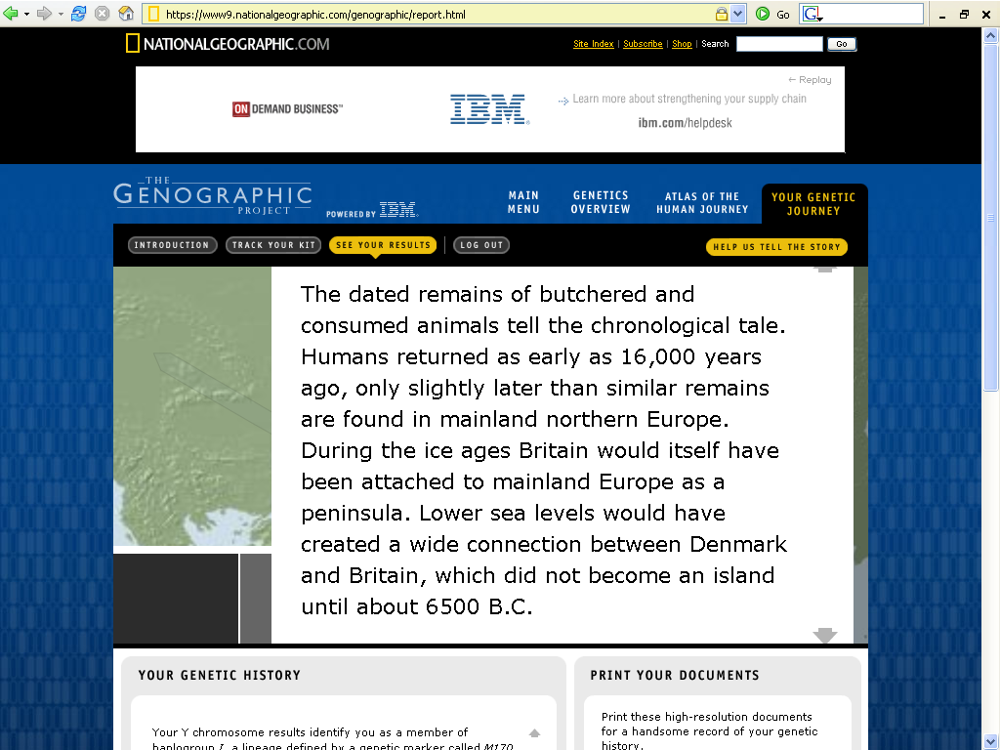 https://www9.nationalgeographic.com/genographic/report.html
Go
G
NATIONALGEOGRAPHIC.COM
Site Index | Subscribe | Shop | Search
Go
← Replay
ON DEMAND BUSINESS™
IBM®
Learn more about strengthening your supply chain
ibm.com/helpdesk
THE
GENOGRAPHIC
PROJECT
POWERED BY IBM
MAIN
MENU
GENETICS
OVERVIEW
ATLAS OF THE
HUMAN JOURNEY
YOUR GENETIC
JOURNEY
INTRODUCTION
TRACK YOUR KIT
SEE YOUR RESULTS
LOG OUT
HELP US TELL THE STORY
The dated remains of butchered and
consumed animals tell the chronological tale.
Humans returned as early as 16,000 years
ago, only slightly later than similar remains
are found in mainland northern Europe.
During the ice ages Britain would itself have
been attached to mainland Europe as a
peninsula. Lower sea levels would have
created a wide connection between Denmark
and Britain, which did not become an island
until about 6500 B.C.
YOUR GENETIC HISTORY
Your Y chromosome results identify you as a member of
haplogroup I, a lineage defined by a genetic marker called M170.
PRINT YOUR DOCUMENTS
Print these high-resolution documents
for a handsome record of your genetic
history.